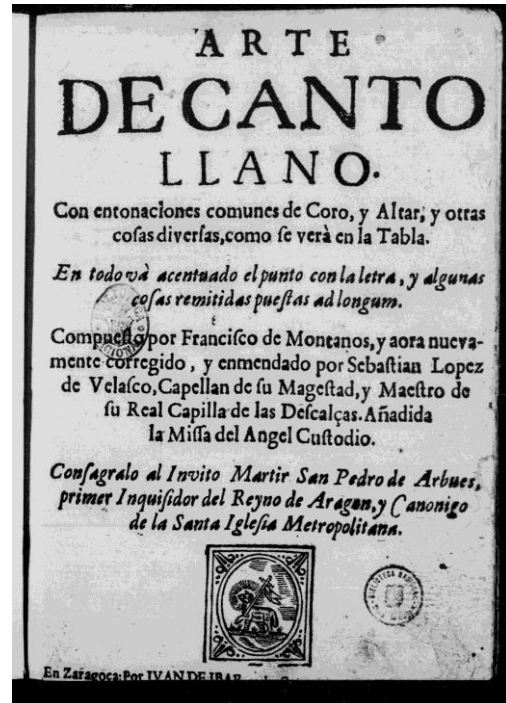 ARTE
DE CANTO
LLANO.
Con entonaciones comunes de Coro, y Altar, y otras
coſas diverſas, como ſe verà en la Tabla.
En todo và acentuado el punto con la letra, y algunas
coſas remitidas pueſtas ad longum.
Compueſto por Franciſco de Montanos, y aora nueva-
mente corregido, y enmendado por Sebaſtian Lopez
de Velaſco, Capellan de ſu Mageſtad, y Maeſtro de
ſu Real Capilla de las Deſcalças. Añadida
la Miſſa del Angel Cuſtodio.
Conſagralo al Invito Martir San Pedro de Arbues,
primer Inquiſidor del Reyno de Aragon, y Canonigo
de la Santa Igleſia Metropolitana.
En Zaragoça: Por IVAN DE IBAR